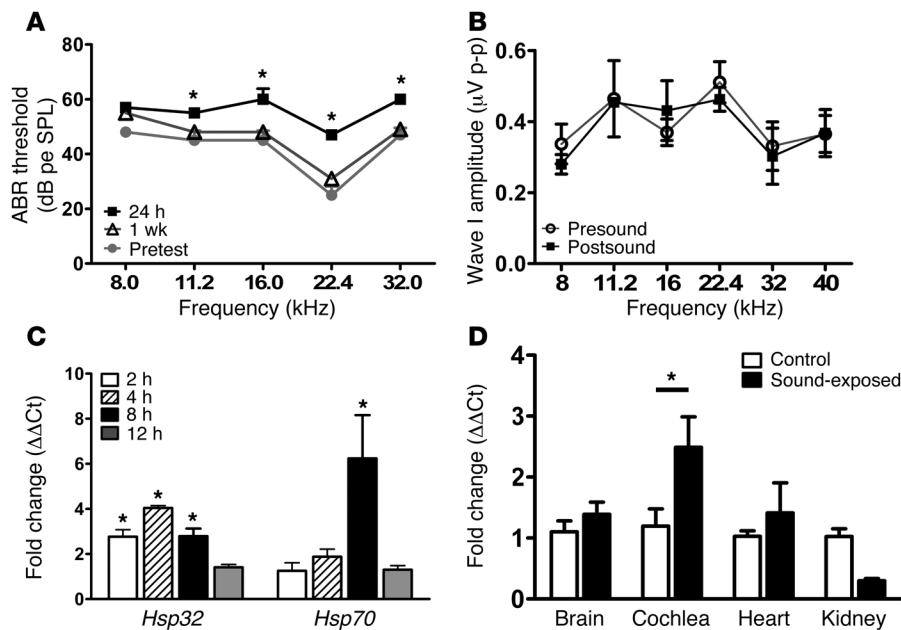 A
ABR threshold
(dB pe SPL)
80
60
40
20
0
* * * *
24 h
1 wk
Pretest
8.0 11.2 16.0 22.4 32.0
Frequency (kHz)
B
Wave I amplitude (μV p-p)
0.6
0.4
0.2
0.0
Presound
Postsound
8 11.2 16 22.4 32 40
Frequency (kHz)
C
Fold change (ΔΔCt)
10
8
6
4
2
0
2 h
4 h
8 h
12 h
* * * *
Hsp32 Hsp70
D
Fold change (ΔΔCt)
4
3
2
1
0
Control
Sound-exposed
*
Brain Cochlea Heart Kidney